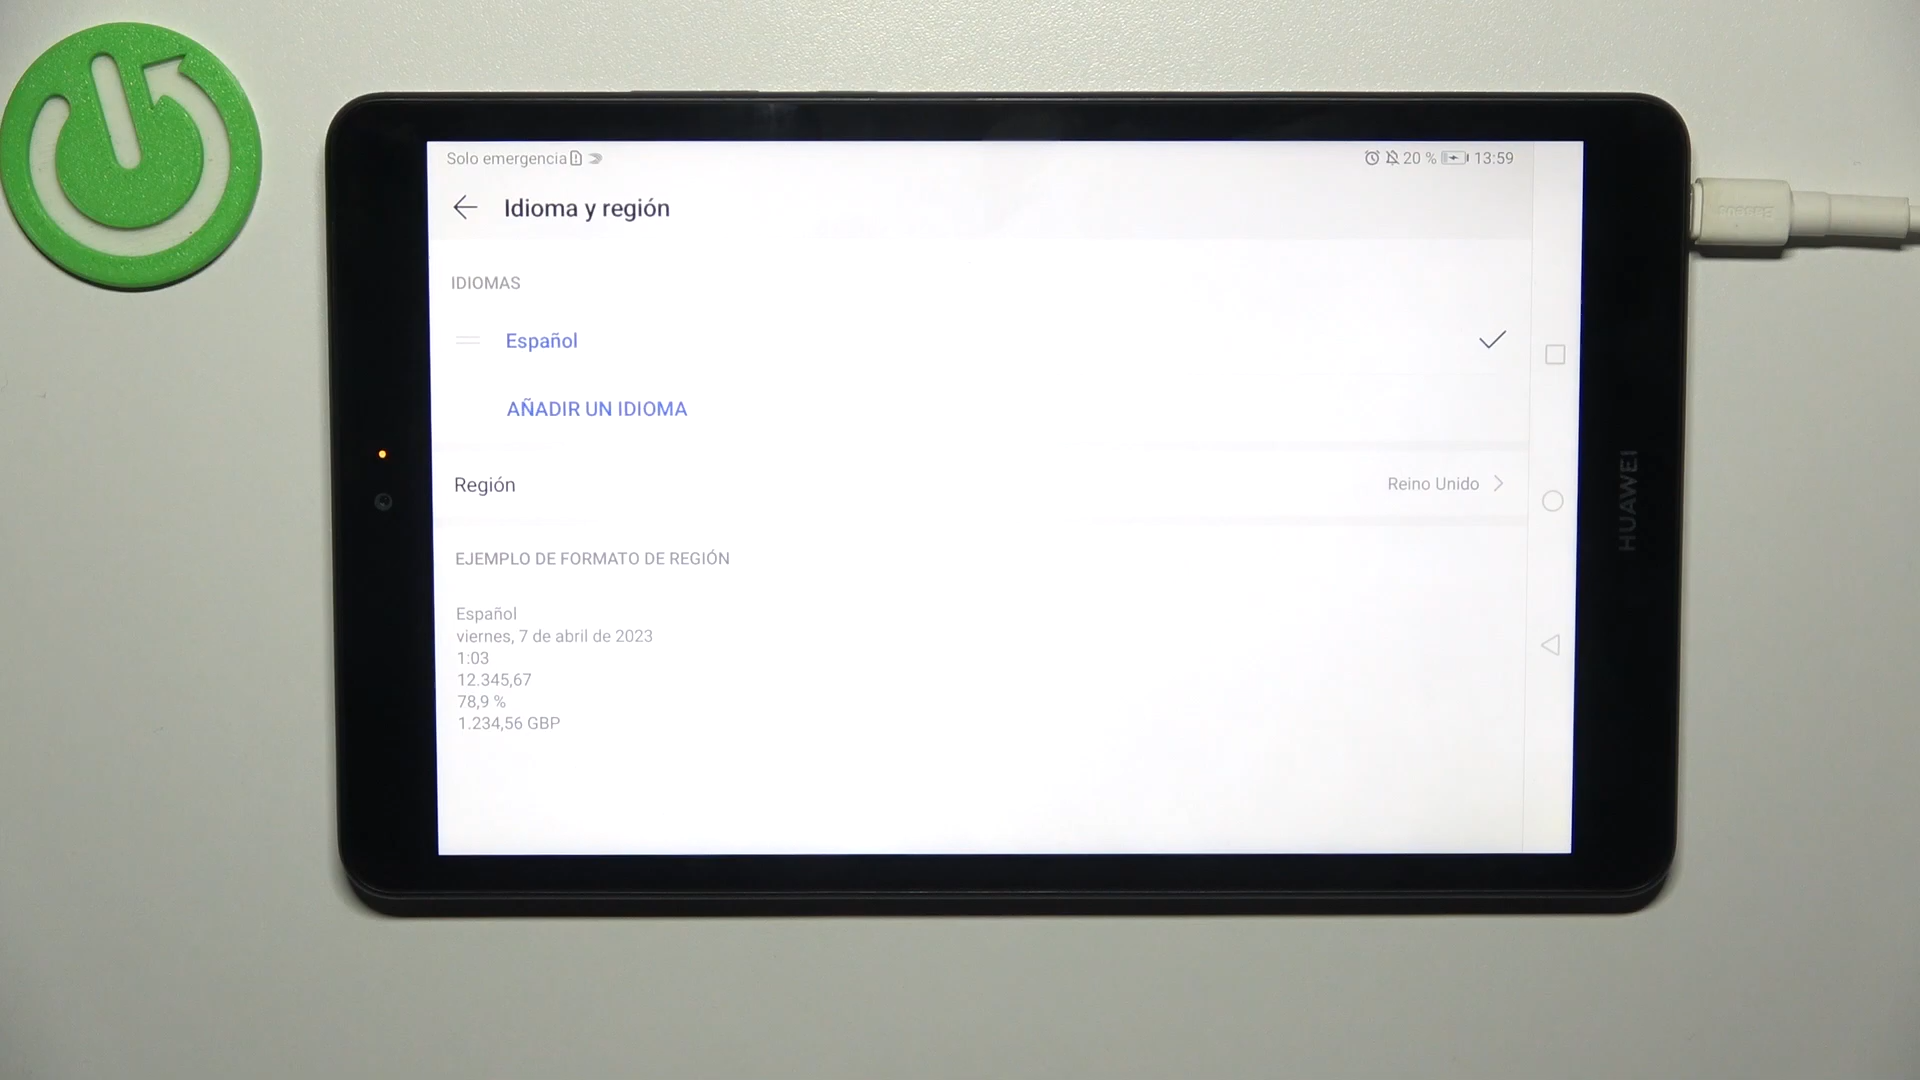 Solo emergencia
20 % 13:59
Idioma y región
IDIOMAS
Español
AÑADIR UN IDIOMA
Región
Reino Unido
EJEMPLO DE FORMATO DE REGIÓN
Español
viernes, 7 de abril de 2023
1:03
12.345,67
78,9 %
1.234,56 GBP
HUAWEI
Baseus